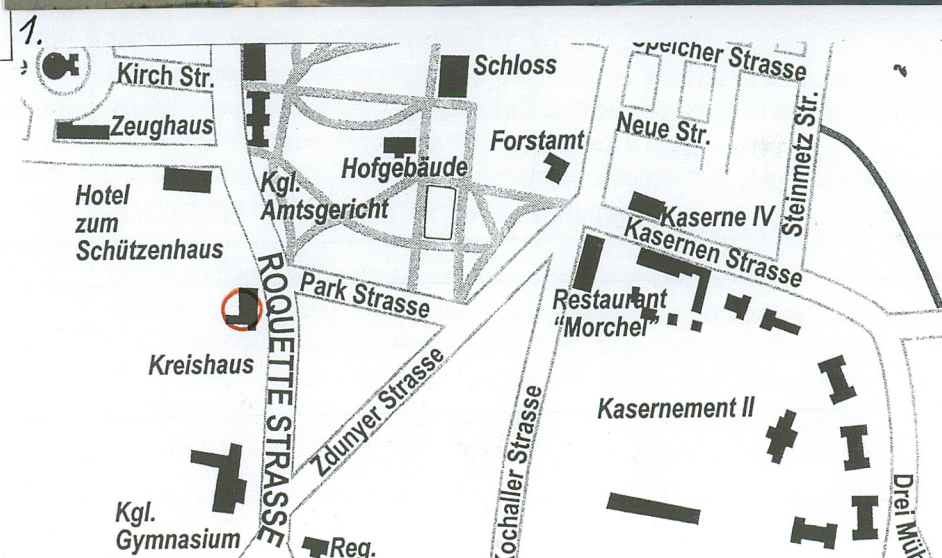 1.
Kirch Str.
Schloss
Speicher Strasse
Zeughaus
Neue Str.
Steinmetz Str.
Forstamt
Hofgebäude
Hotel
zum
Schützenhaus
Kgl.
Amtsgericht
Kaserne IV
Kasernen Strasse
ROQUETTE STRASSE
Park Strasse
Restaurant
“Morchel”
Kreishaus
Zdunyer Strasse
Kasernement II
Kgl.
Gymnasium
Reg.
Drei